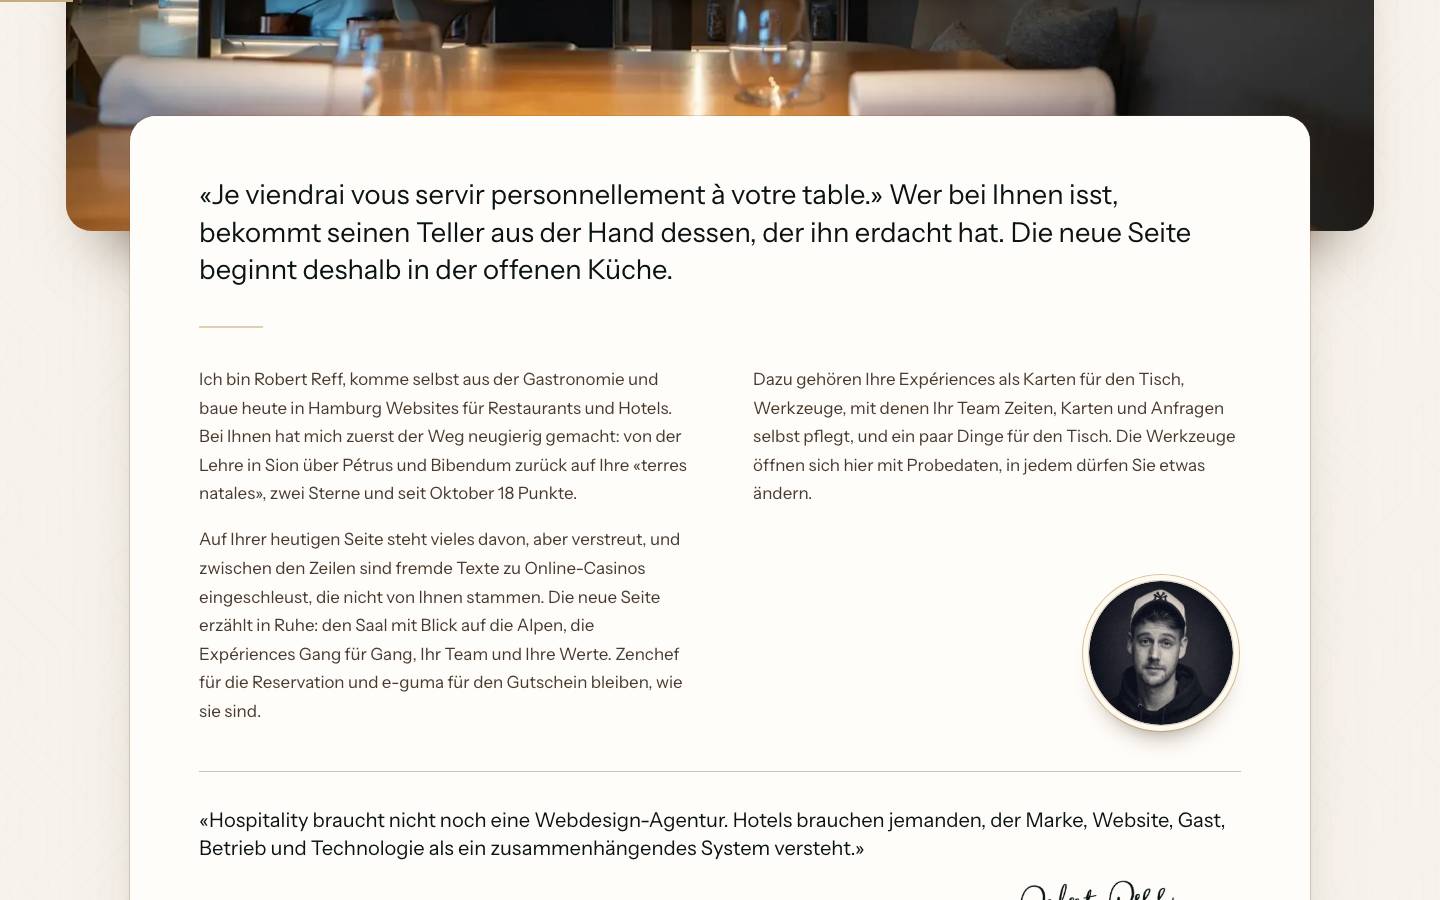 «Je viendrai vous servir personnellement à votre table.» Wer bei Ihnen isst,
bekommt seinen Teller aus der Hand dessen, der ihn erdacht hat. Die neue Seite
beginnt deshalb in der offenen Küche.
Ich bin Robert Reff, komme selbst aus der Gastronomie und
baue heute in Hamburg Websites für Restaurants und Hotels.
Bei Ihnen hat mich zuerst der Weg neugierig gemacht: von der
Lehre in Sion über Pétrus und Bibendum zurück auf Ihre «terres
natales», zwei Sterne und seit Oktober 18 Punkte.
Auf Ihrer heutigen Seite steht vieles davon, aber verstreut, und
zwischen den Zeilen sind fremde Texte zu Online-Casinos
eingeschleust, die nicht von Ihnen stammen. Die neue Seite
erzählt in Ruhe: den Saal mit Blick auf die Alpen, die
Expériences Gang für Gang, Ihr Team und Ihre Werte. Zenchef
für die Reservation und e-guma für den Gutschein bleiben, wie
sie sind.
Dazu gehören Ihre Expériences als Karten für den Tisch,
Werkzeuge, mit denen Ihr Team Zeiten, Karten und Anfragen
selbst pflegt, und ein paar Dinge für den Tisch. Die Werkzeuge
öffnen sich hier mit Probedaten, in jedem dürfen Sie etwas
ändern.
«Hospitality braucht nicht noch eine Webdesign-Agentur. Hotels brauchen jemanden, der Marke, Website, Gast,
Betrieb und Technologie als ein zusammenhängendes System versteht.»